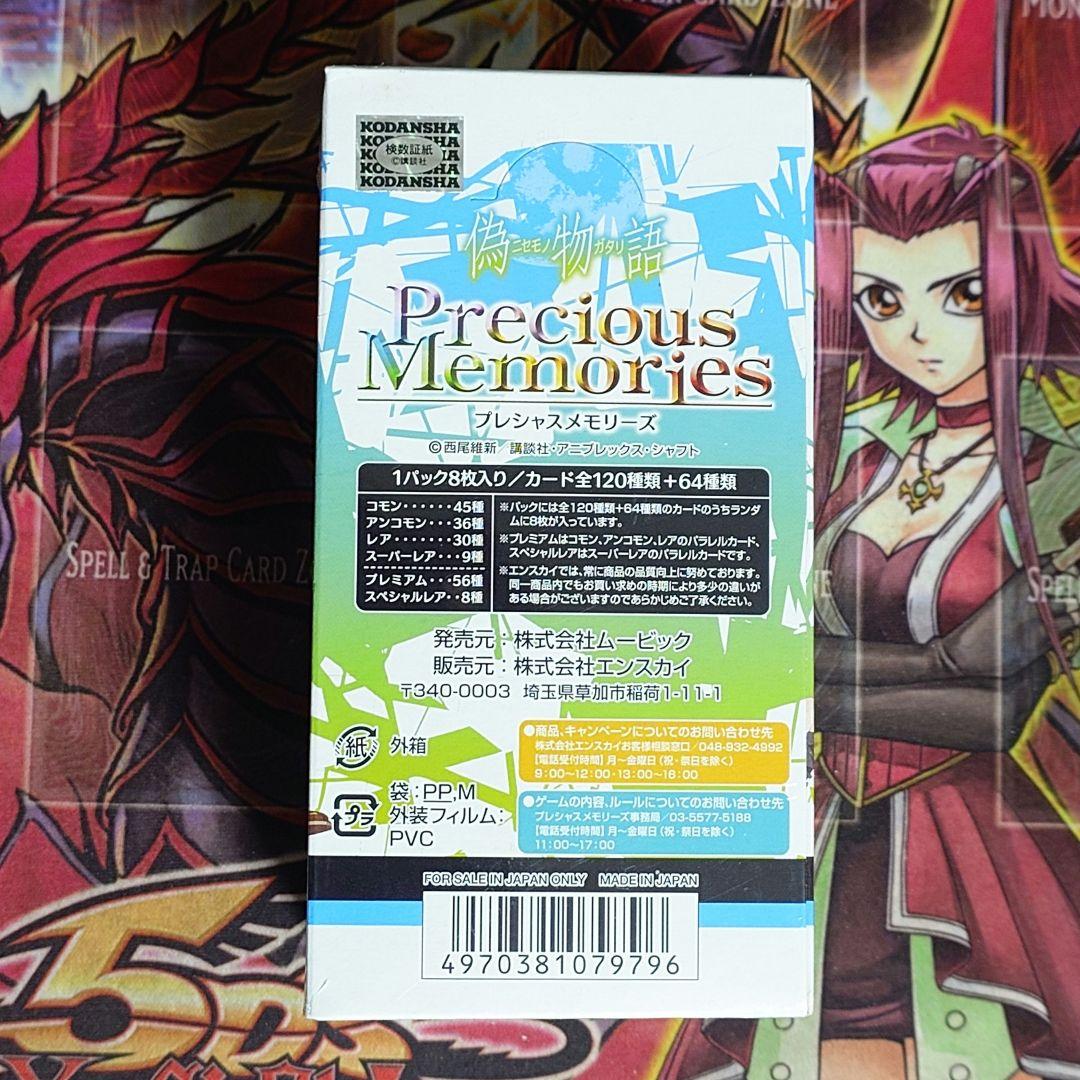 CARD ZONE
MON
KODANSHA
検数証紙
©講談社
KODANSHA
偽物語
ニセモノガタリ
Precious
Memories
プレシャスメモリーズ
©西尾維新／講談社・アニプレックス・シャフト
1パック8枚入り／カード全120種類＋64種類
コモン・・・・・・45種
アンコモン・・・36種
レア・・・・・・・30種
スーパーレア・・・9種
プレミアム・・・56種
スペシャルレア・・8種
※パックには全120種類+64種類のカードのうちランダムに8枚が入っています。
※プレミアムはコモン、アンコモン、レアのパラレルカード、
スペシャルレアはスーパーレアのパラレルカードです。
※エンスカイでは、常に商品の品質向上に努めております。
同一商品内でもお買い求めの時期により多少の違いが
ある場合がございますのであらかじめご了承ください。
発売元：株式会社ムービック
販売元：株式会社エンスカイ
〒340-0003 埼玉県草加市稲荷1-11-1
紙 外箱
プラ
袋：PP,M
外装フィルム：
PVC
●商品、キャンペーンについてのお問い合わせ先
株式会社エンスカイお客様相談窓口／048-932-4992
【電話受付時間】月～金曜日（祝・祭日を除く）
9：00～12：00・13：00～16：00
●ゲームの内容、ルールについてのお問い合わせ先
プレシャスメモリーズ事務局／03-5577-5188
【電話受付時間】月～金曜日（祝・祭日を除く）
11：00～17：00
FOR SALE IN JAPAN ONLY MADE IN JAPAN
4970381079796
SPELL & TRAP CARD Z
ONE
SPELL
5D's